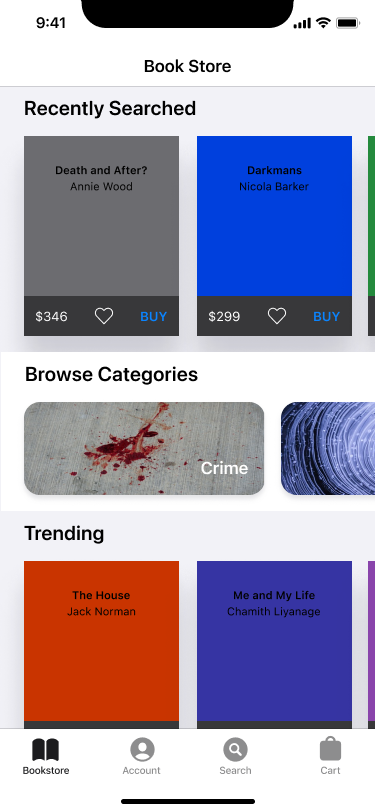 9:41
Book Store
Recently Searched
Death and After?
Annie Wood
Darkmans
Nicola Barker
$346 BUY
$299 BUY
Browse Categories
Crime
Trending
The House
Jack Norman
Me and My Life
Chamith Liyanage
Bookstore Account Search Cart